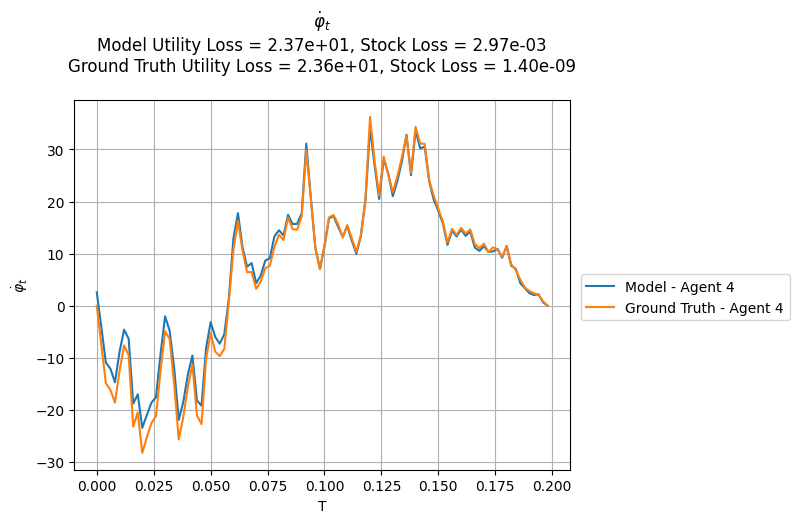 φ̇ₜ
Model Utility Loss = 2.37e+01, Stock Loss = 2.97e-03
Ground Truth Utility Loss = 2.36e+01, Stock Loss = 1.40e-09
φ̇ₜ
30
20
10
0
−10
−20
−30
0.000
0.025
0.050
0.075
0.100
0.125
0.150
0.175
0.200
T
Model - Agent 4
Ground Truth - Agent 4